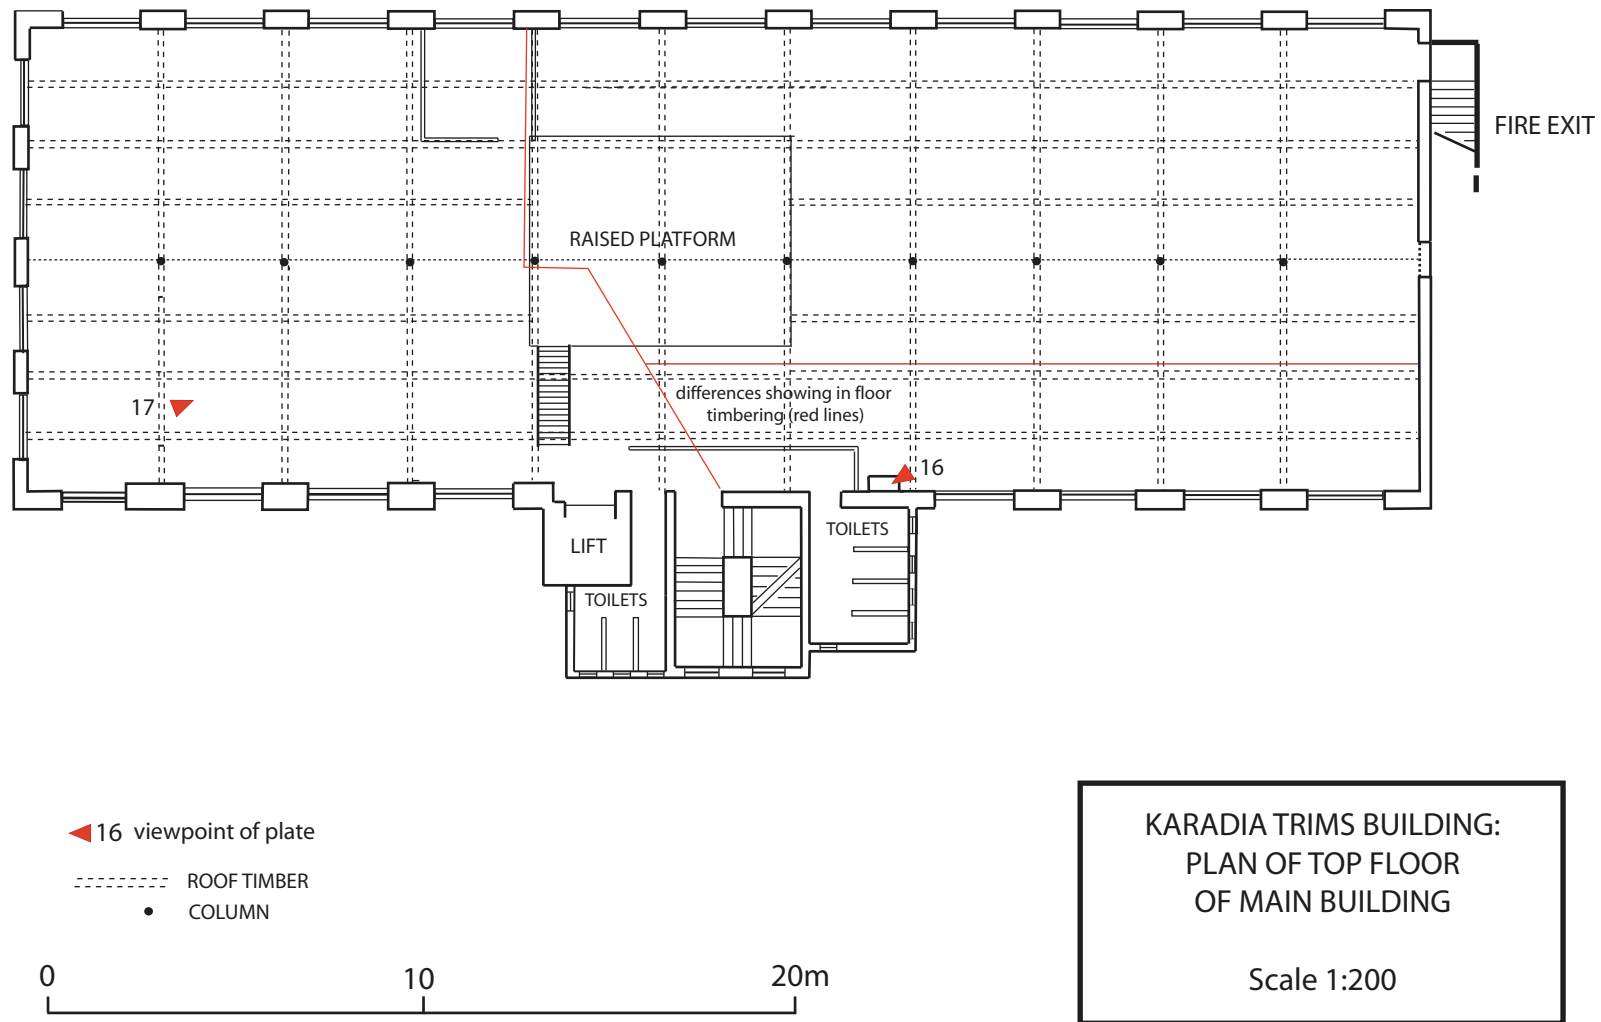 FIRE EXIT
RAISED PLATFORM
17
differences showing in floor
timbering (red lines)
16
LIFT
TOILETS
TOILETS
16 viewpoint of plate
ROOF TIMBER
COLUMN
0 10 20m
KARADIA TRIMS BUILDING:
PLAN OF TOP FLOOR
OF MAIN BUILDING
Scale 1:200